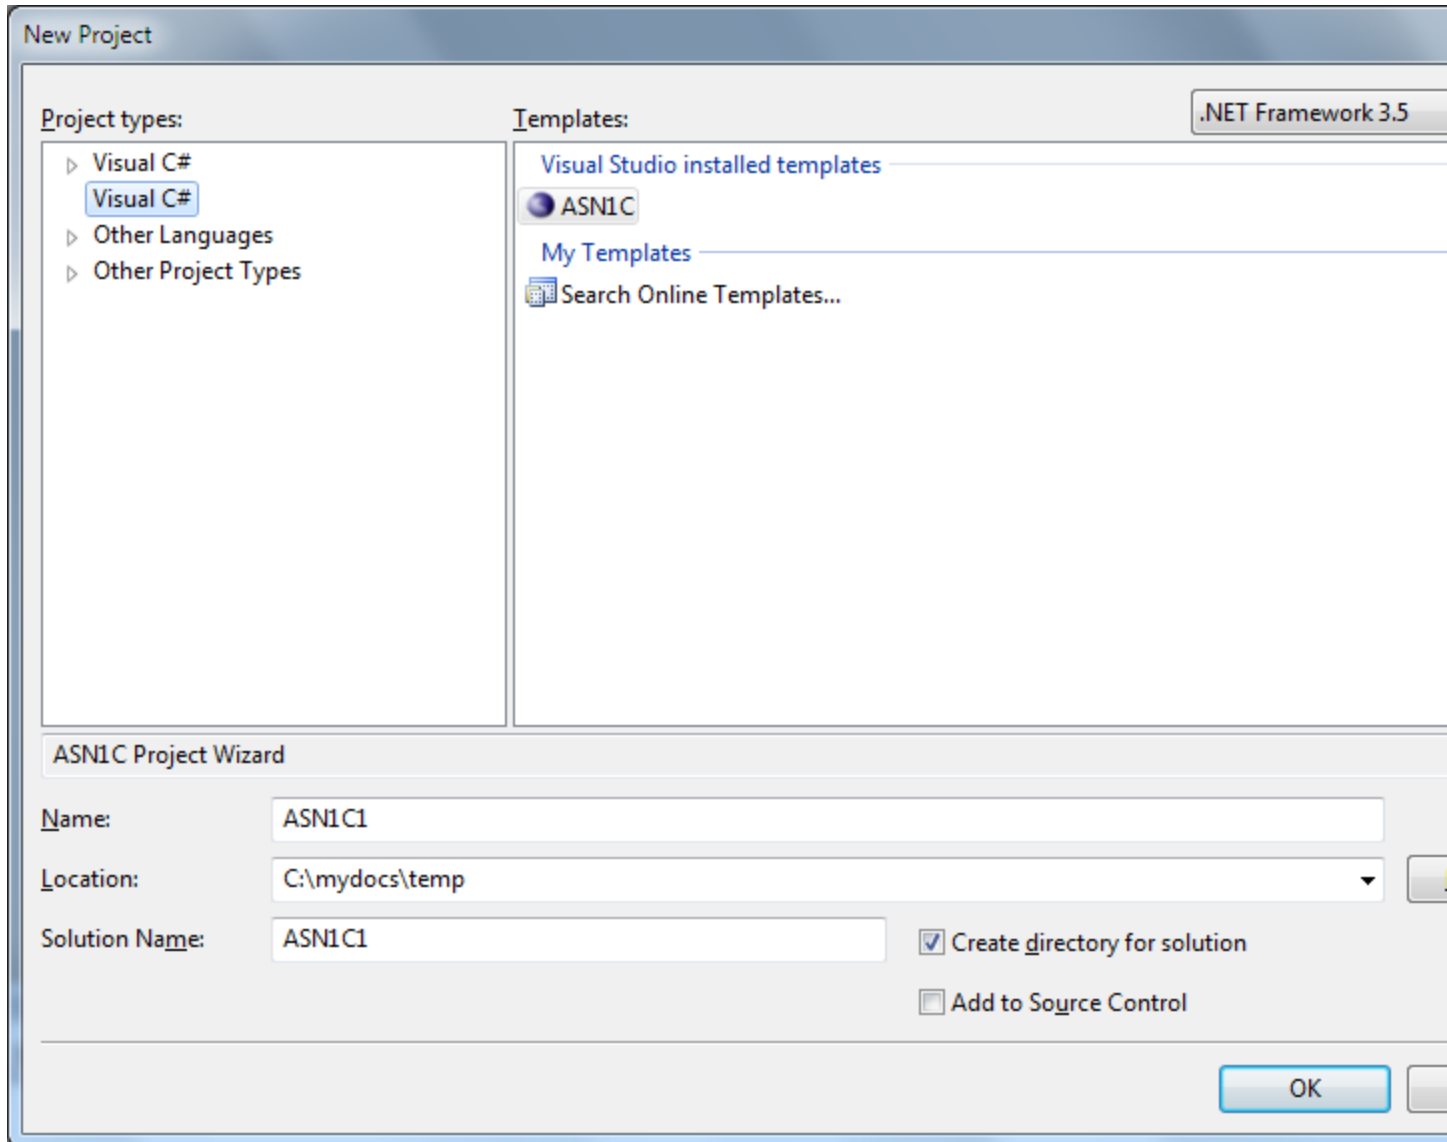 New Project
Project types:
Templates:
.NET Framework 3.5
Visual C#
Visual C#
Other Languages
Other Project Types
Visual Studio installed templates
ASN1C
My Templates
Search Online Templates...
ASN1C Project Wizard
Name:
ASN1C1
Location:
C:\mydocs\temp
Solution Name:
ASN1C1
Create directory for solution
Add to Source Control
OK